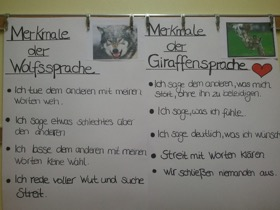 Merkmale
der
Wolfssprache
• Ich tue dem anderen mit meinen
Worten weh.
• Ich sage etwas schlechtes über
den anderen
• Ich lasse dem anderen mit meinen
Worten keine Wahl.
• Ich rede voller Wut und suche
Streit.
Merkmale
der
Giraffensprache
• Ich sage dem anderen, was mich
stört, ohne ihn zu beleidigen.
• Ich sage, was ich fühle.
• Ich sage deutlich, was ich wünsch
• Streit mit Worten klären
• Wir schließen niemanden aus.